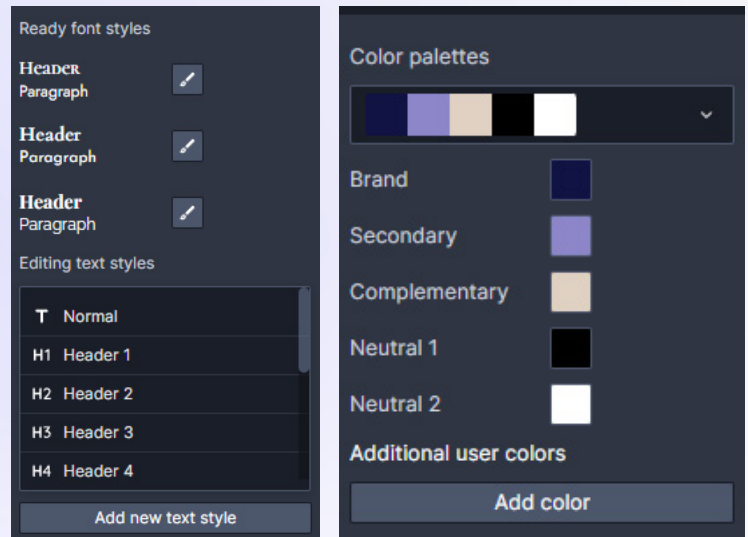 Ready font styles
Header
Paragraph
Header
Paragraph
Header
Paragraph
Editing text styles
T Normal
H1 Header 1
H2 Header 2
H3 Header 3
H4 Header 4
Add new text style
Color palettes
Brand
Secondary
Complementary
Neutral 1
Neutral 2
Additional user colors
Add color